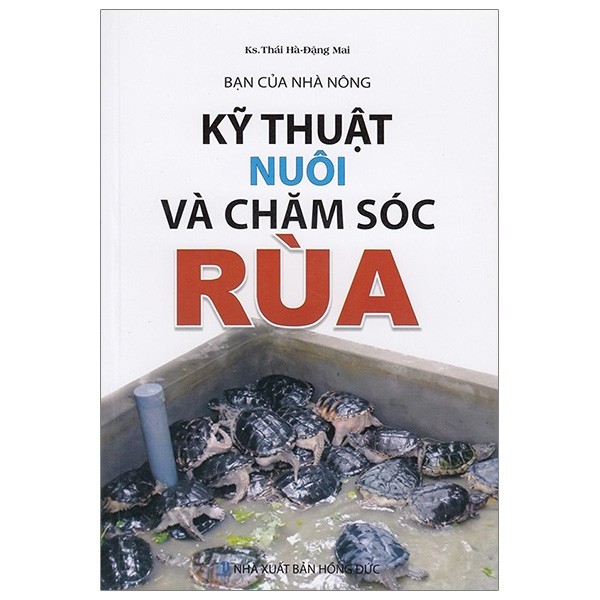 Ks.Thái Hà-Đặng Mai
BẠN CỦA NHÀ NÔNG
KỸ THUẬT
NUÔI
VÀ CHĂM SÓC
RÙA
NHÀ XUẤT BẢN HỒNG ĐỨC